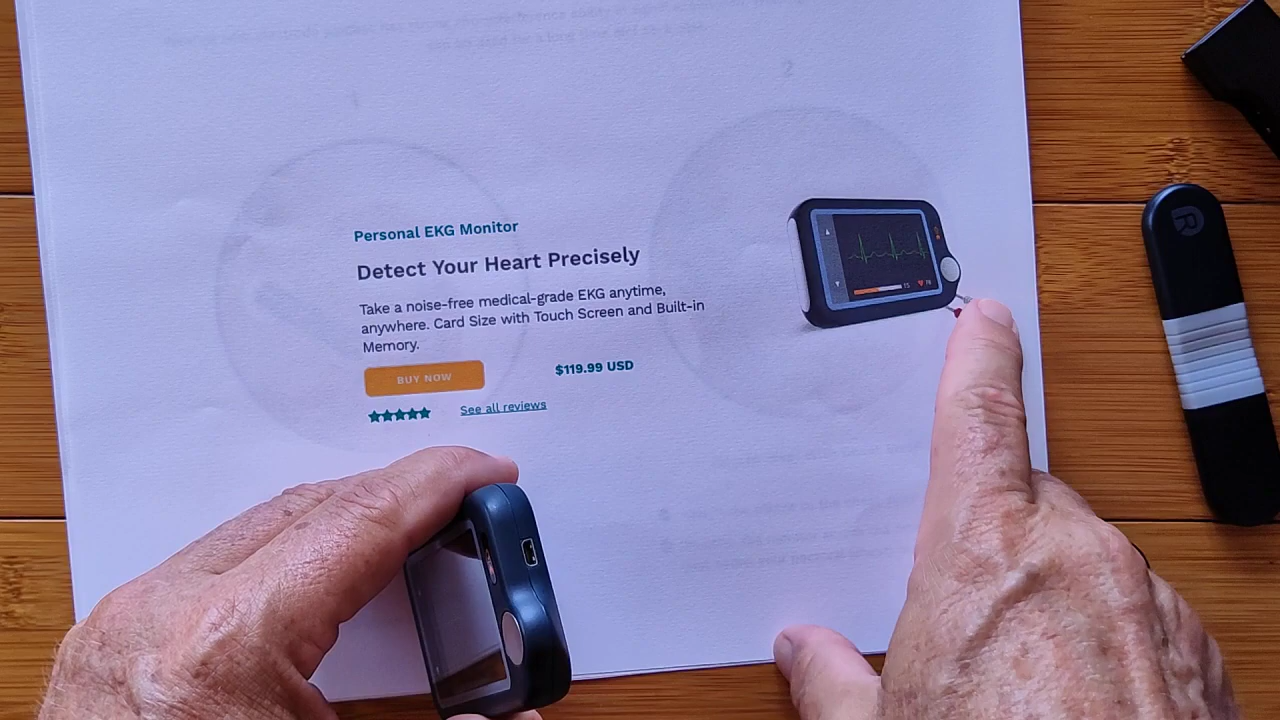 Personal EKG Monitor
Detect Your Heart Precisely
Take a noise-free medical-grade EKG anytime,
anywhere. Card Size with Touch Screen and Built-in
Memory.
BUY NOW
$119.99 USD
See all reviews